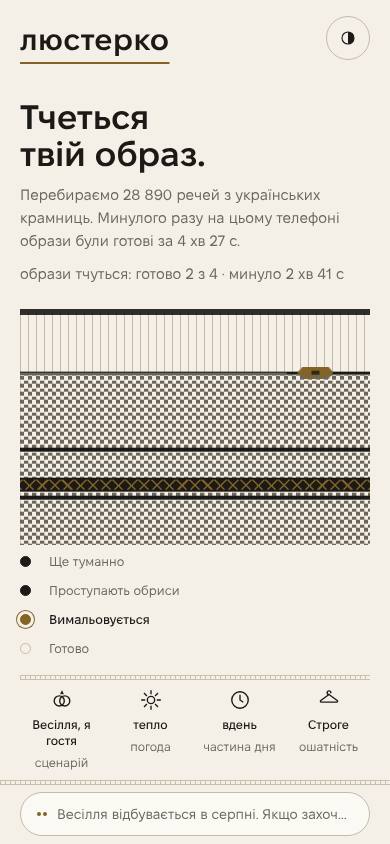 люстерко
Тчеться
твій образ.
Перебираємо 28 890 речей з українських
крамниць. Минулого разу на цьому телефоні
образи були готові за 4 хв 27 с.
образи тчуться: готово 2 з 4 · минуло 2 хв 41 с
Ще туманно
Проступають обриси
Вимальовується
Готово
Весілля, я гостя
сценарій
тепло
погода
вдень
частина дня
Строге
ошатність
Весілля відбувається в серпні. Якщо захоч...